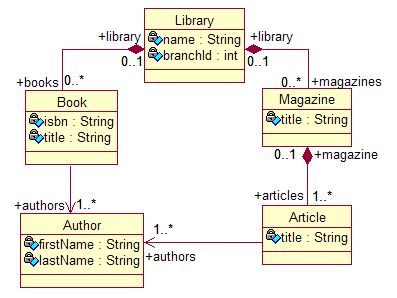 Library
name : String
branchId : int
+library
0..1
+library
0..1
+books
0..*
0..*
+magazines
Book
isbn : String
title : String
Magazine
title : String
0..1
+magazine
+authors
1..*
+articles
1..*
Author
firstName : String
lastName : String
1..*
+authors
Article
title : String